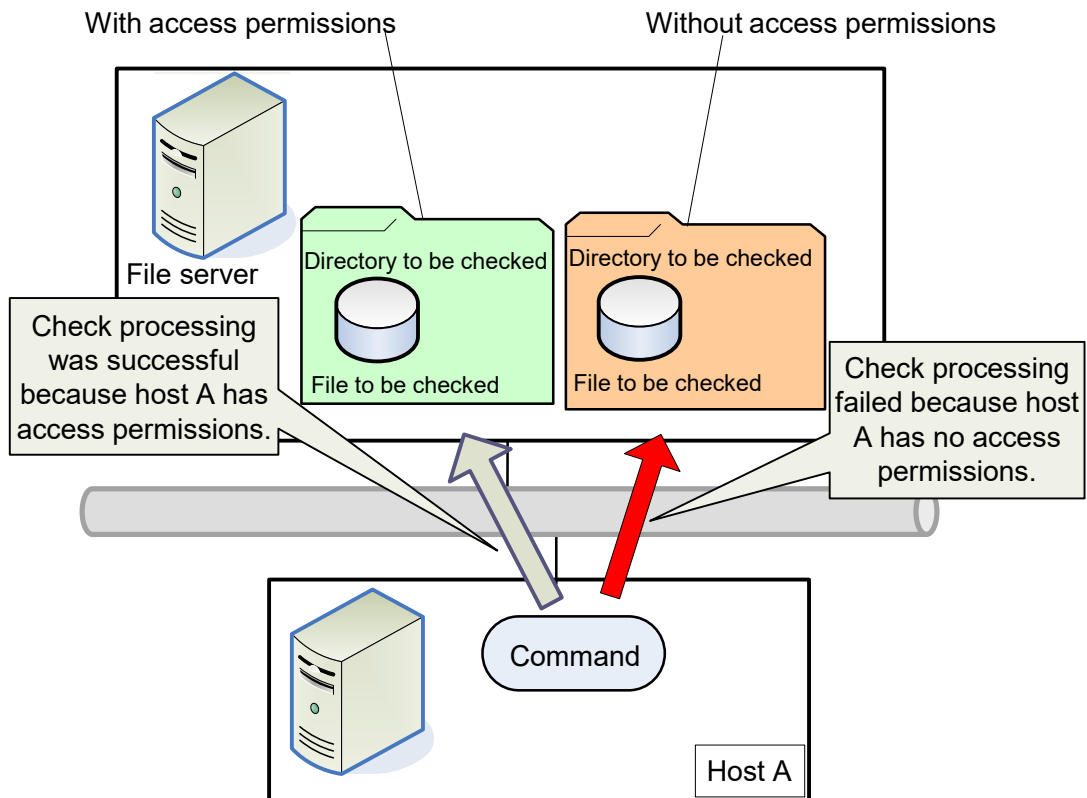 With access permissions
Without access permissions
File server
Directory to be checked
File to be checked
Directory to be checked
File to be checked
Check processing
was successful
because host A has
access permissions.
Check processing
failed because host
A has no access
permissions.
Command
Host A